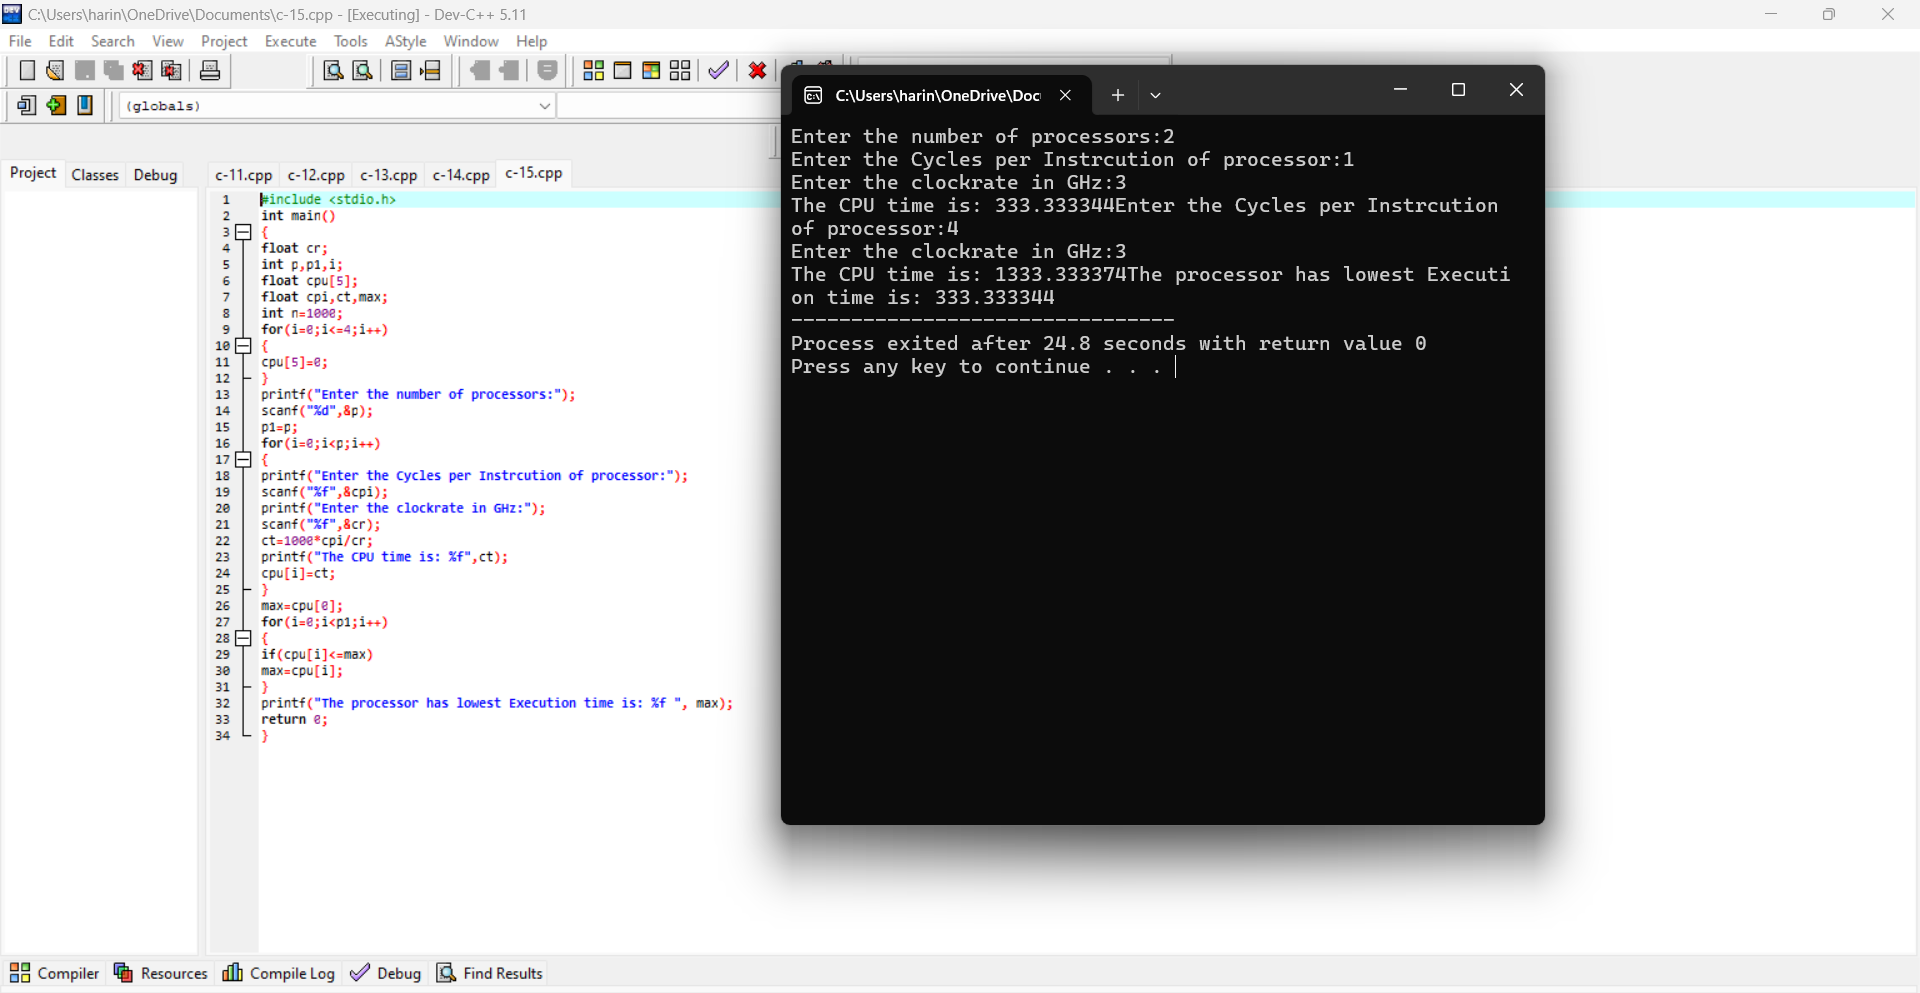 C:\Users\harin\OneDrive\Documents\c-15.cpp - [Executing] - Dev-C++ 5.11
File Edit Search View Project Execute Tools AStyle Window Help
(globals)
Project Classes Debug
c-11.cpp c-12.cpp c-13.cpp c-14.cpp c-15.cpp
1 #include <stdio.h>
2 int main()
3 {
4 float cr;
5 int p,p1,i;
6 float cpu[5];
7 float cpi,ct,max;
8 int n=1000;
9 for(i=0;i<=4;i++)
10 {
11 cpu[5]=0;
12 }
13 printf("Enter the number of processors:");
14 scanf("%d",&p);
15 p1=p;
16 for(i=0;i<p;i++)
17 {
18 printf("Enter the Cycles per Instrcution of processor:");
19 scanf("%f",&cpi);
20 printf("Enter the clockrate in GHz:");
21 scanf("%f",&cr);
22 ct=1000*cpi/cr;
23 printf("The CPU time is: %f",ct);
24 cpu[i]=ct;
25 }
26 max=cpu[0];
27 for(i=0;i<p1;i++)
28 {
29 if(cpu[i]<=max)
30 max=cpu[i];
31 }
32 printf("The processor has lowest Execution time is: %f ", max);
33 return 0;
34 }
C:\Users\harin\OneDrive\Doc
Enter the number of processors:2
Enter the Cycles per Instrcution of processor:1
Enter the clockrate in GHz:3
The CPU time is: 333.333344Enter the Cycles per Instrcution
of processor:4
Enter the clockrate in GHz:3
The CPU time is: 1333.333374The processor has lowest Executi
on time is: 333.333344
--------------------------------
Process exited after 24.8 seconds with return value 0
Press any key to continue . . .
Compiler Resources Compile Log Debug Find Results